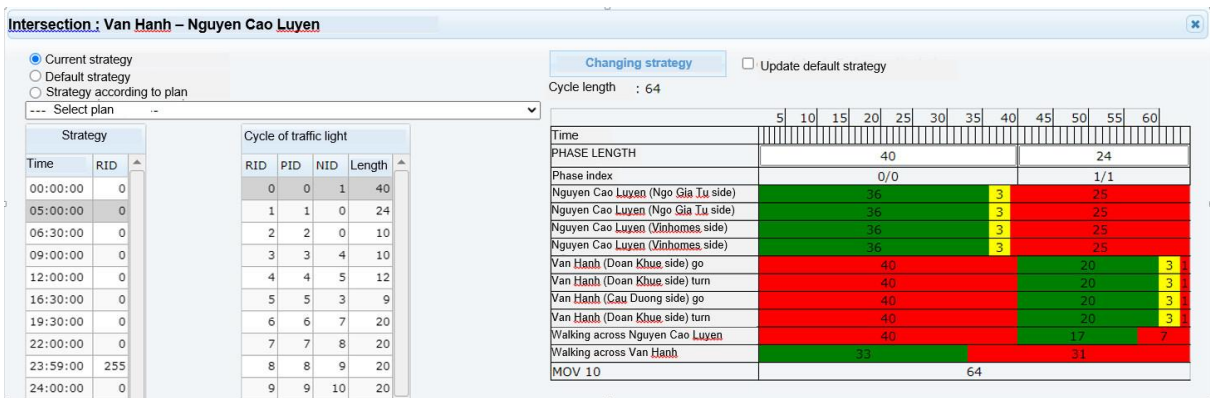 Intersection : Van Hanh – Nguyen Cao Luyen
Current strategy
Default strategy
Strategy according to plan
--- Select plan --
Strategy
Time RID
00:00:00 0
05:00:00 0
06:30:00 0
09:00:00 0
12:00:00 0
16:30:00 0
19:30:00 0
22:00:00 0
23:59:00 255
24:00:00 0
Cycle of traffic light
RID PID NID Length
0 0 1 40
1 1 0 24
2 2 0 10
3 3 4 10
4 4 5 12
5 5 3 9
6 6 7 20
7 7 8 20
8 8 9 20
9 9 10 20
Changing strategy
Update default strategy
Cycle length : 64
5 10 15 20 25 30 35 40 45 50 55 60
Time
PHASE LENGTH 40 24
Phase index 0/0 1/1
Nguyen Cao Luyen (Ngo Gia Tu side) 36 3 25
Nguyen Cao Luyen (Ngo Gia Tu side) 36 3 25
Nguyen Cao Luyen (Vinhomes side) 36 3 25
Nguyen Cao Luyen (Vinhomes side) 36 3 25
Van Hanh (Doan Khue side) go 40 20 3 1
Van Hanh (Doan Khue side) turn 40 20 3 1
Van Hanh (Cau Duong side) go 40 20 3 1
Van Hanh (Doan Khue side) turn 40 20 3 1
Walking across Nguyen Cao Luyen 40 17 7
Walking across Van Hanh 33 31
MOV 10 64